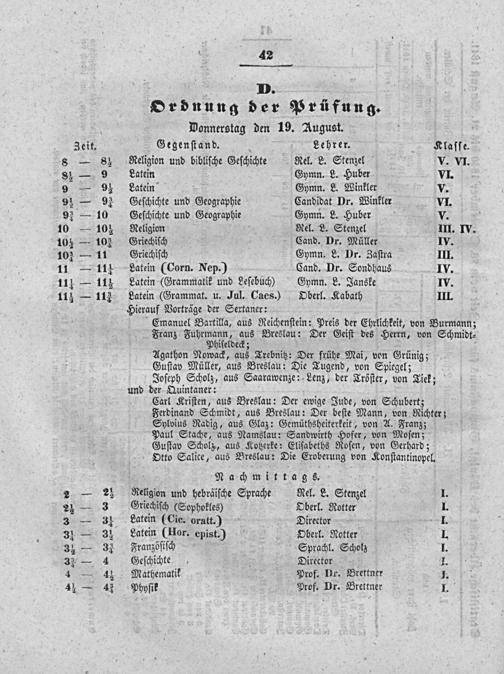 42
D.
Ordnung der Prüfung.
Donnerstag den 19. August.
Zeit. Gegenstand. Lehrer. Klasse.
8 — 8½ Religion und biblische Geschichte Rel. L. Stenzel V. VI.
8½ — 9 Latein Gymn. L. Huber VI.
9 — 9½ Latein Gymn. L. Winkler V.
9½ — 9¾ Geschichte und Geographie Candidat Dr. Winkler VI.
9¾ — 10 Geschichte und Geographie Gymn. L. Huber V.
10 — 10½ Religion Rel. L. Stenzel III. IV.
10½ — 10¾ Griechisch Cand. Dr. Müller IV.
10¾ — 11 Griechisch Gymn. L. Dr. Zastra III.
11 — 11¼ Latein (Corn. Nep.) Cand. Dr. Sondhaus IV.
11¼ — 11½ Latein (Grammatik und Lesebuch) Gymn. L. Janske IV.
11½ — 11¾ Latein (Grammat. u. Jul. Caes.) Oberl. Kabath III.
Hierauf Vorträge der Sertaner:
Emanuel Bartilla, aus Reichenstein: Preis der Ehrlichkeit, von Burmann;
Franz Fuhrmann, aus Breslau: Der Geist des Herrn, von Schmidt-
Phiseldeck;
Agathon Nowack, aus Trebnitz: Der frühe Mai, von Grünig;
Gustav Müller, aus Breslau: Die Tugend, von Spiegel;
Joseph Scholz, aus Saarawenze: Lenz, der Tröster, von Tiek;
und der Quintaner:
Carl Kristen, aus Breslau: Der ewige Jude, von Schubert;
Ferdinand Schmidt, aus Breslau: Der beste Mann, von Richter;
Sylvius Radig, aus Glaz: Gemüthsheiterkeit, von A. Franz;
Paul Stache, aus Namslau: Sandwirth Hofer, von Mosen;
Gustav Scholz, aus Kotzerke: Elisabeths Rosen, von Gerhard;
Otto Salice, aus Breslau: Die Eroberung von Konstantinopel.
Nachmittags.
2 — 2½ Religion und hebräische Sprache Rel. L. Stenzel I.
2½ — 3 Griechisch (Sophokles) Oberl. Rotter I.
3 — 3¼ Latein (Cic. oratt.) Director I.
3¼ — 3½ Latein (Hor. epist.) Oberl. Rotter I.
3½ — 3¾ Französisch Sprachl. Scholz I.
3¾ — 4 Geschichte Director I.
4 — 4½ Mathematik Prof. Dr. Brettner I.
4½ — 4¾ Physik Prof. Dr. Brettner I.